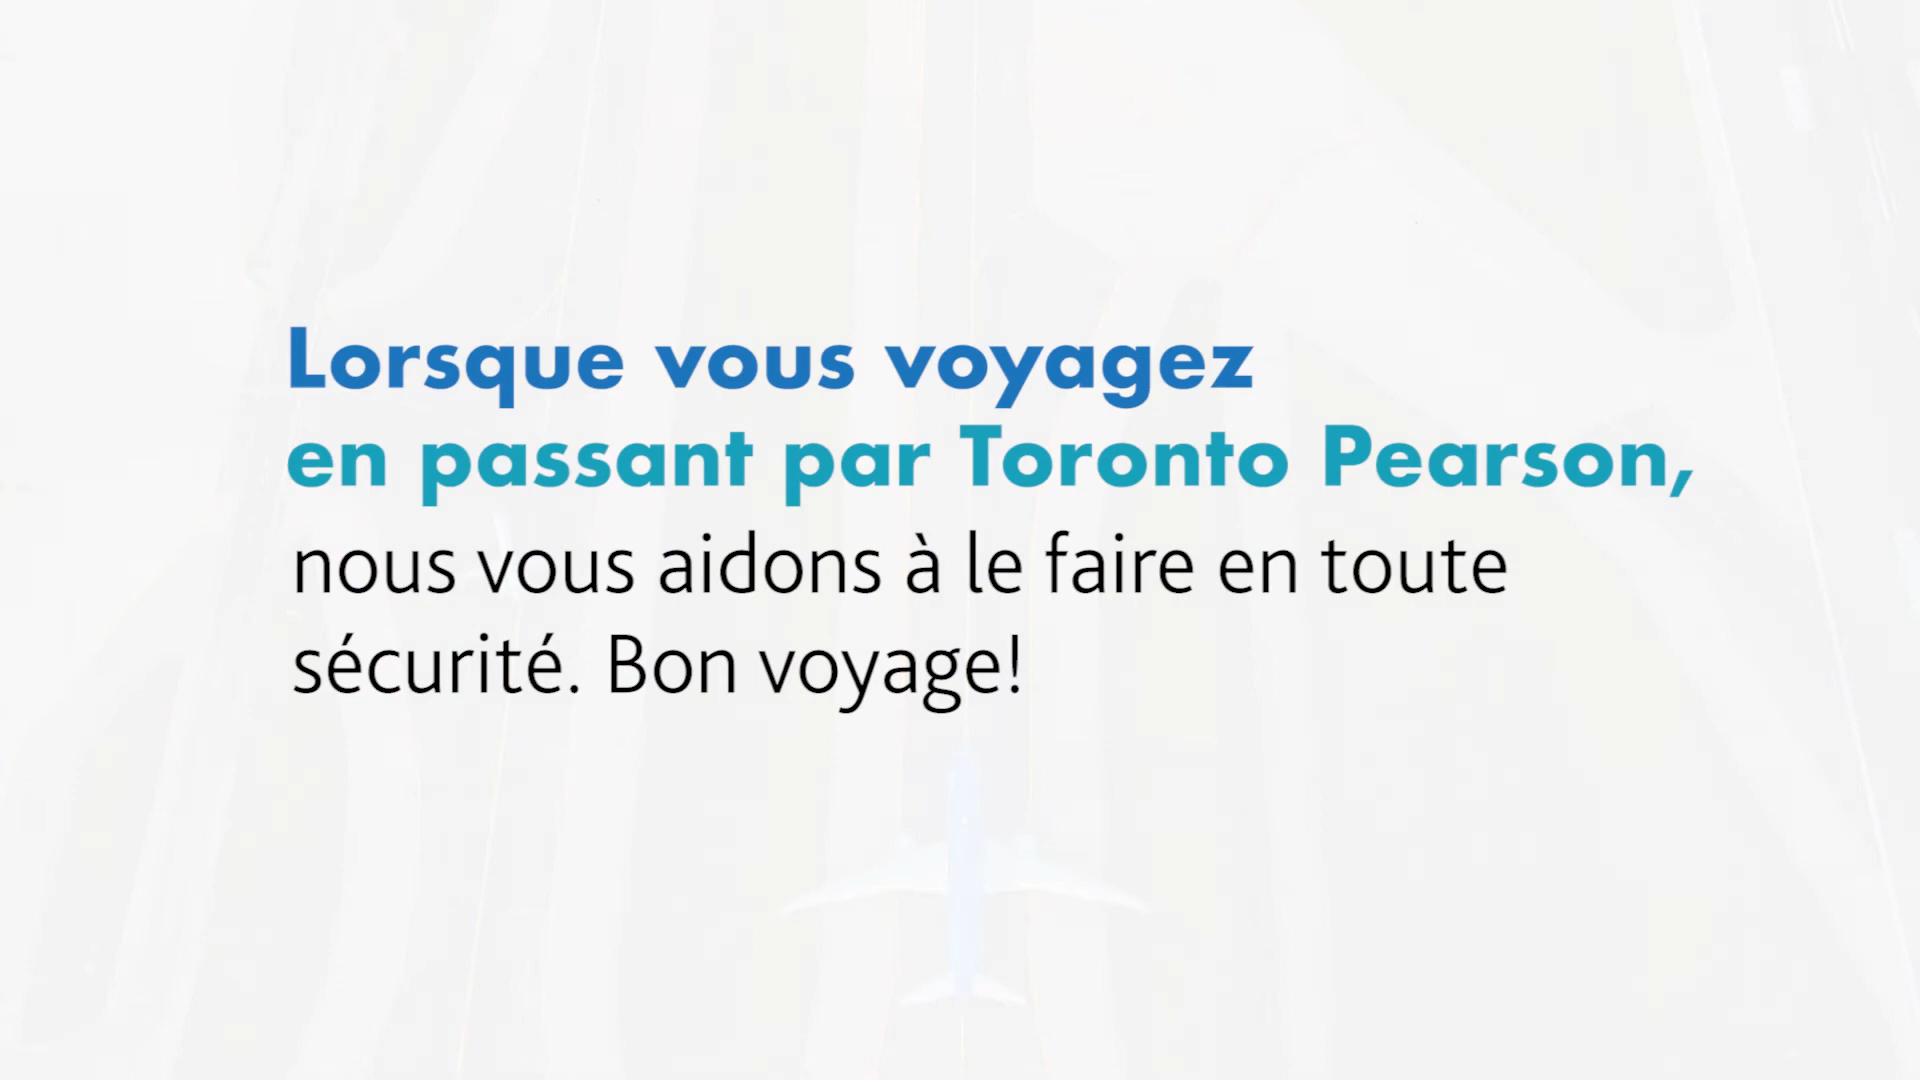 Lorsque vous voyagez
en passant par Toronto Pearson,
nous vous aidons à le faire en toute
sécurité. Bon voyage!